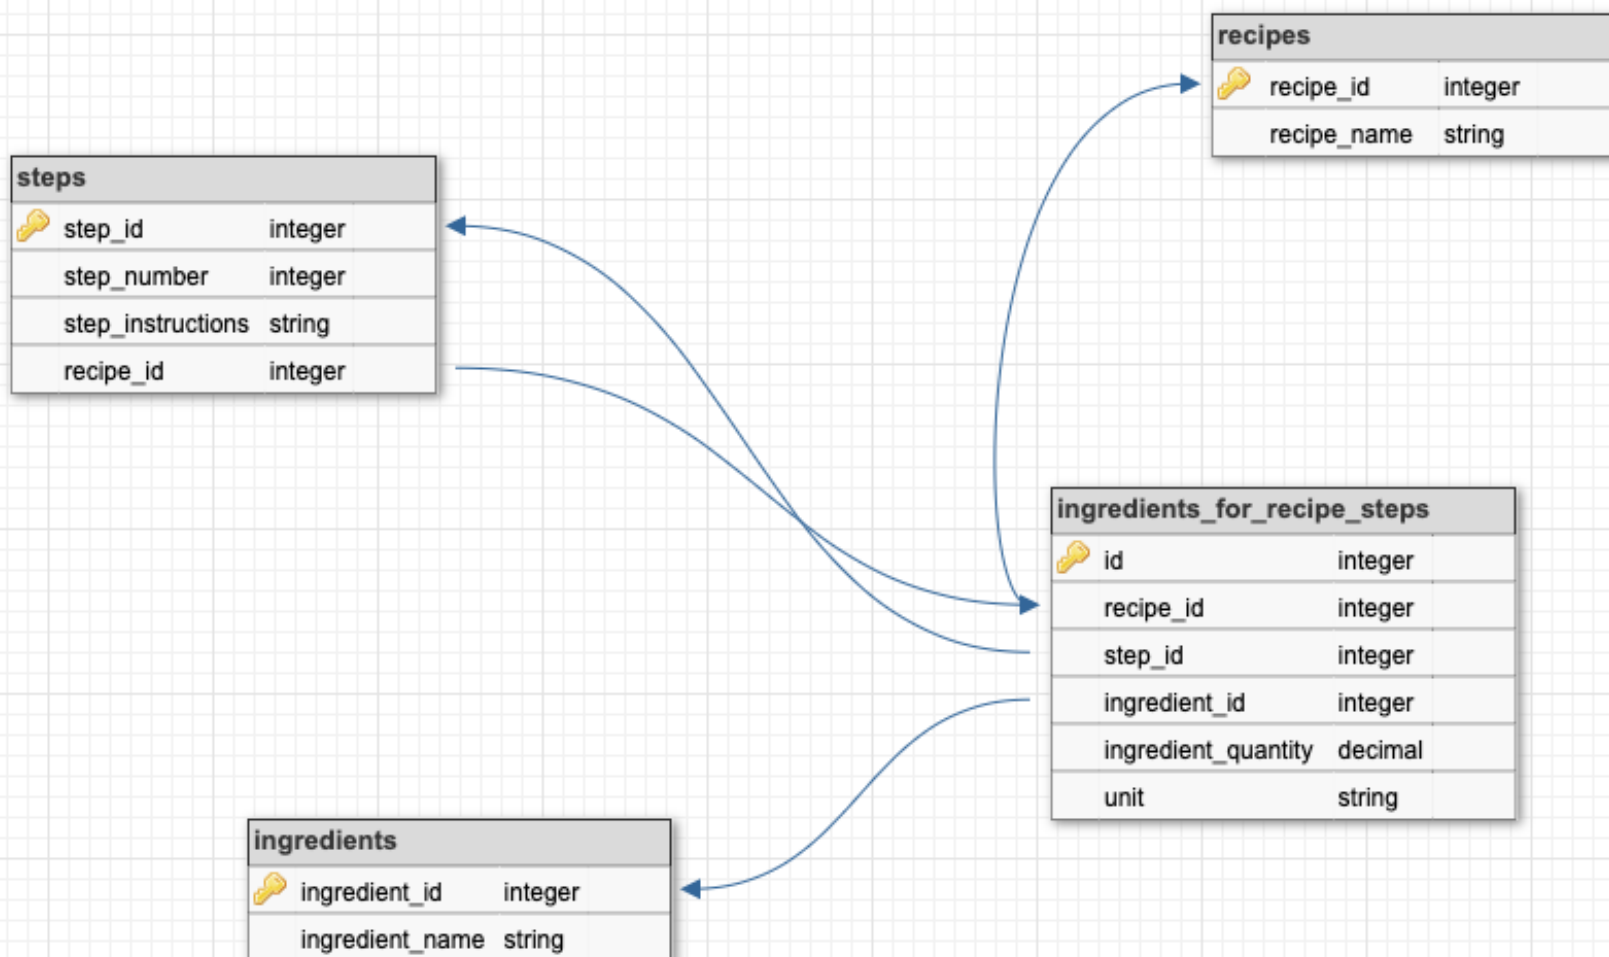 recipes
recipe_id integer
recipe_name string
steps
step_id integer
step_number integer
step_instructions string
recipe_id integer
ingredients_for_recipe_steps
id integer
recipe_id integer
step_id integer
ingredient_id integer
ingredient_quantity decimal
unit string
ingredients
ingredient_id integer
ingredient_name string